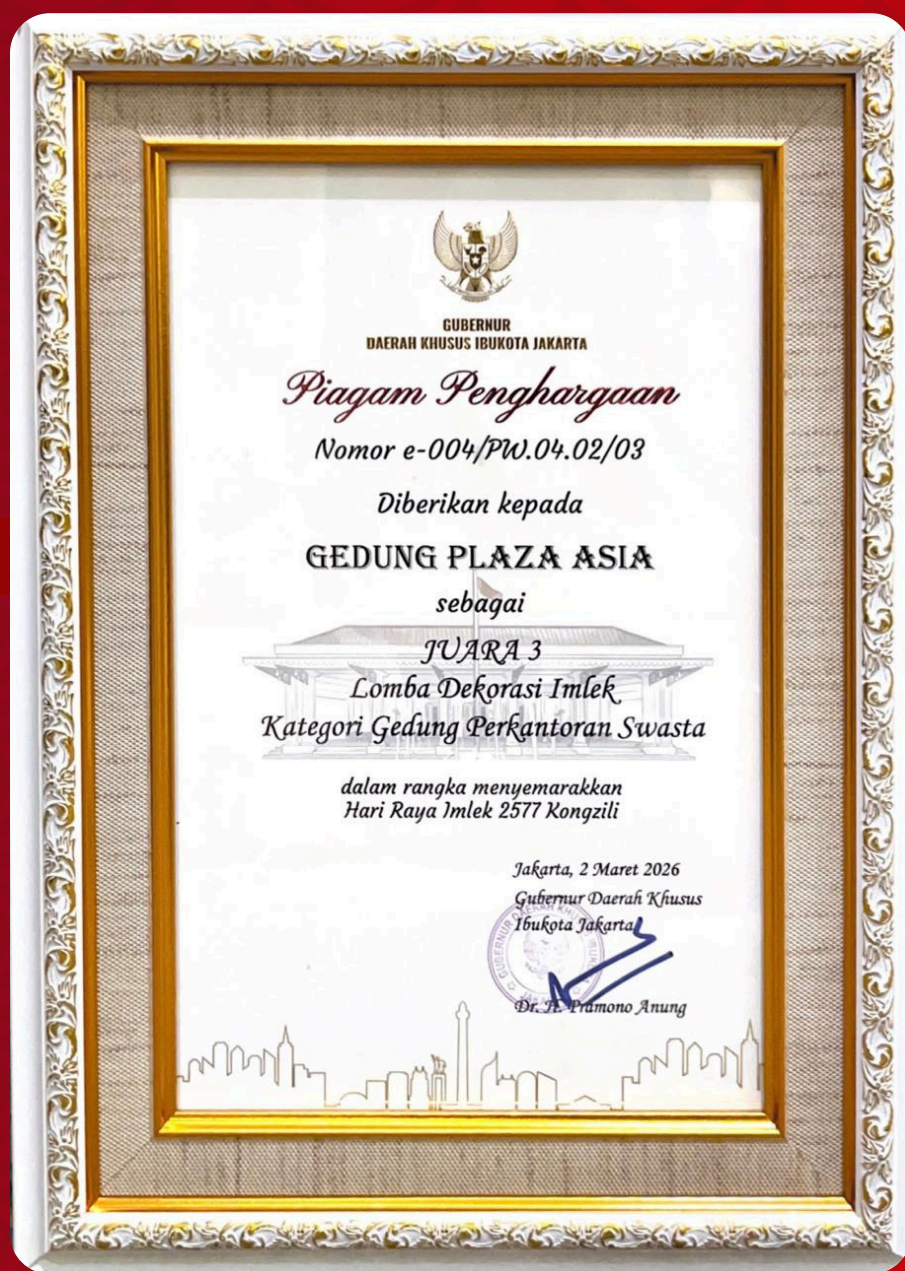 GUBERNUR
DAERAH KHUSUS IBUKOTA JAKARTA
Piagam Penghargaan
Nomor e-004/PW.04.02/03
Diberikan kepada
GEDUNG PLAZA ASIA
sebagai
JUARA 3
Lomba Dekorasi Imlek
Kategori Gedung Perkantoran Swasta
dalam rangka menyemarakkan
Hari Raya Imlek 2577 Kongzili
Jakarta, 2 Maret 2026
Gubernur Daerah Khusus
Ibukota Jakarta
Dr. H. Pramono Anung